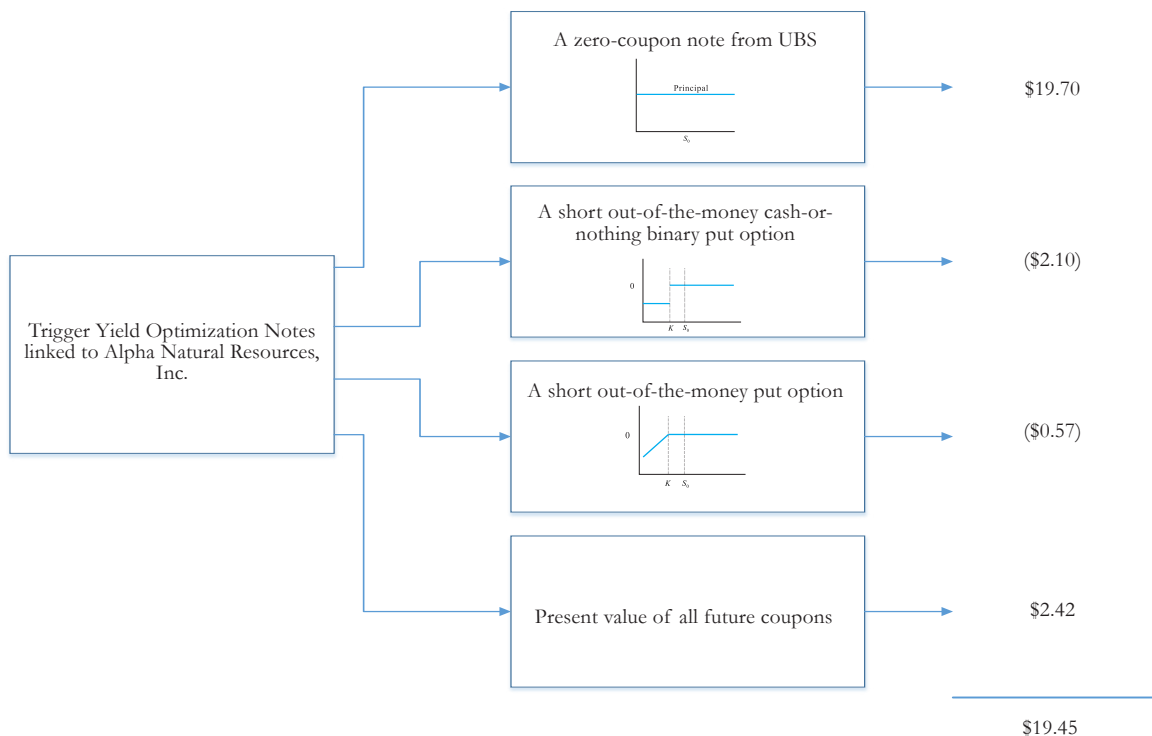 A zero-coupon note from UBS
Principal
S₀
$19.70
A short out-of-the-money cash-or-
nothing binary put option
0
K
S₀
($2.10)
Trigger Yield Optimization Notes
linked to Alpha Natural Resources,
Inc.
A short out-of-the-money put option
0
K
S₀
($0.57)
Present value of all future coupons
$2.42
$19.45